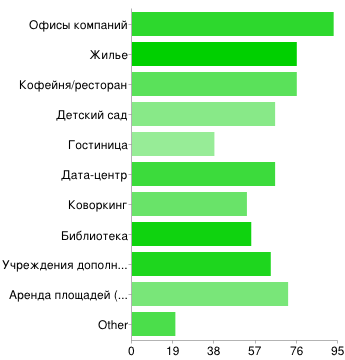 Офисы компаний
Жилье
Кофейня/ресторан
Детский сад
Гостиница
Дата-центр
Коворкинг
Библиотека
Учреждения дополн...
Аренда площадей (...
Other
0 19 38 57 76 95